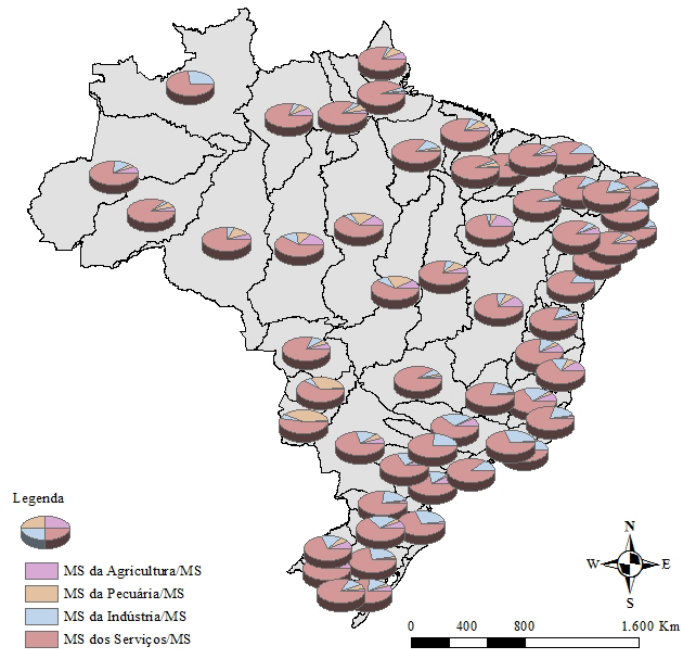 Legenda
MS da Agricultura/MS
MS da Pecuária/MS
MS da Indústria/MS
MS dos Serviços/MS
N
W E
S
0 400 800 1.600 Km